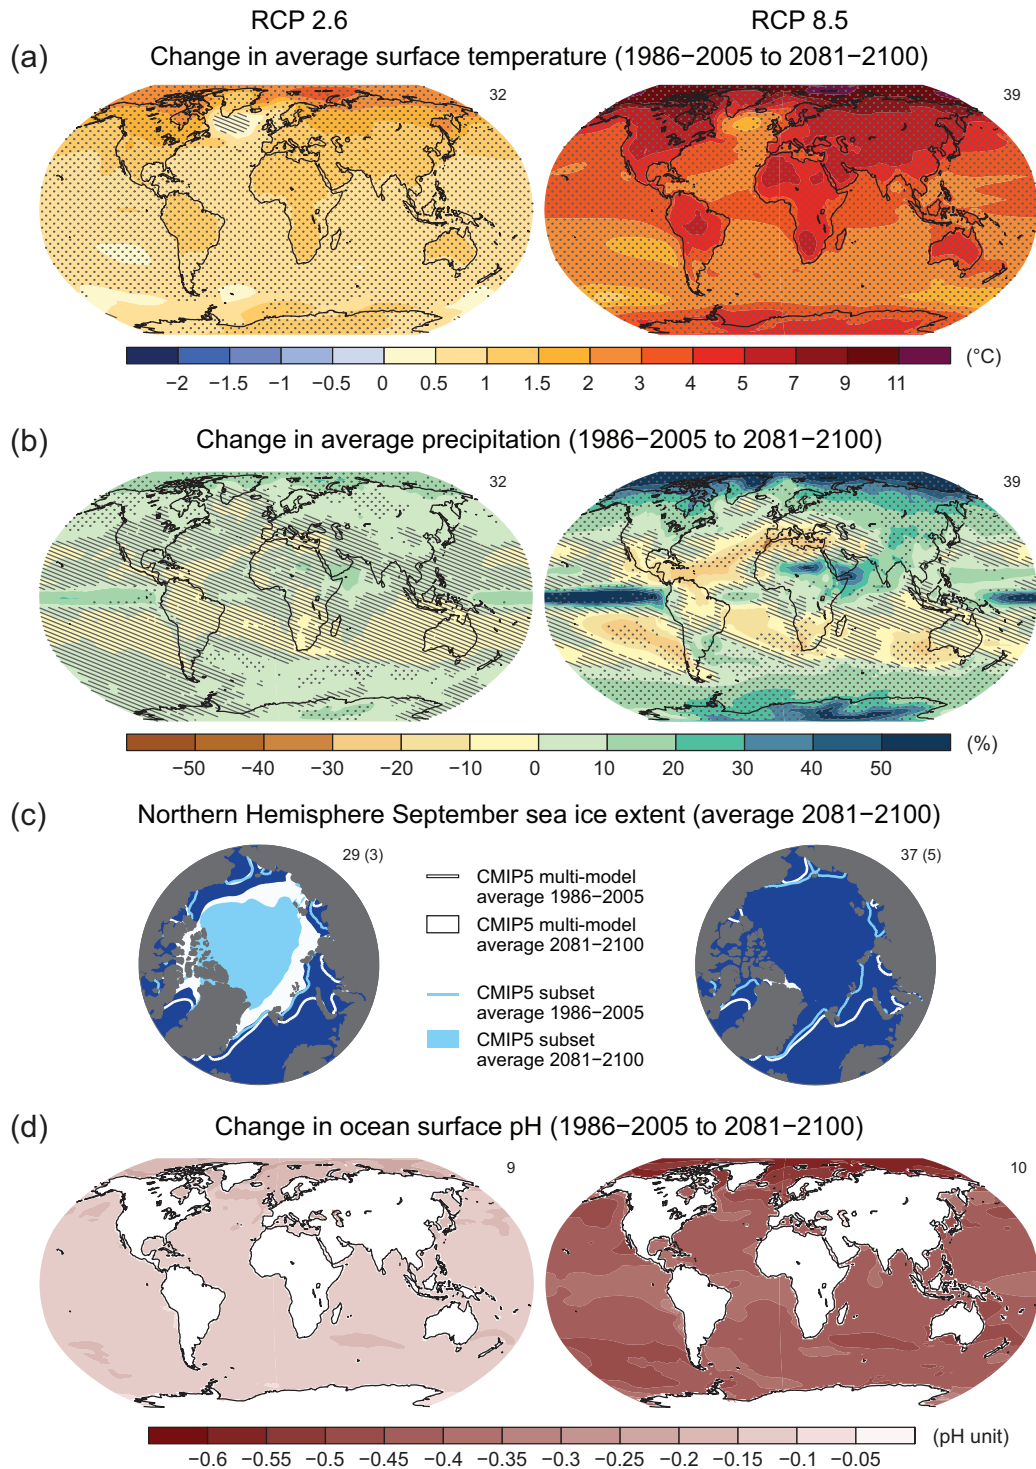 RCP 2.6
RCP 8.5
(a)
Change in average surface temperature (1986−2005 to 2081−2100)
32
39
−2 −1.5 −1 −0.5 0 0.5 1 1.5 2 3 4 5 7 9 11
(°C)
(b)
Change in average precipitation (1986−2005 to 2081−2100)
32
39
−50 −40 −30 −20 −10 0 10 20 30 40 50
(%)
(c)
Northern Hemisphere September sea ice extent (average 2081−2100)
29 (3)
37 (5)
CMIP5 multi-model
average 1986−2005
CMIP5 multi-model
average 2081−2100
CMIP5 subset
average 1986−2005
CMIP5 subset
average 2081−2100
(d)
Change in ocean surface pH (1986−2005 to 2081−2100)
9
10
(pH unit)
−0.6 −0.55 −0.5 −0.45 −0.4 −0.35 −0.3 −0.25 −0.2 −0.15 −0.1 −0.05